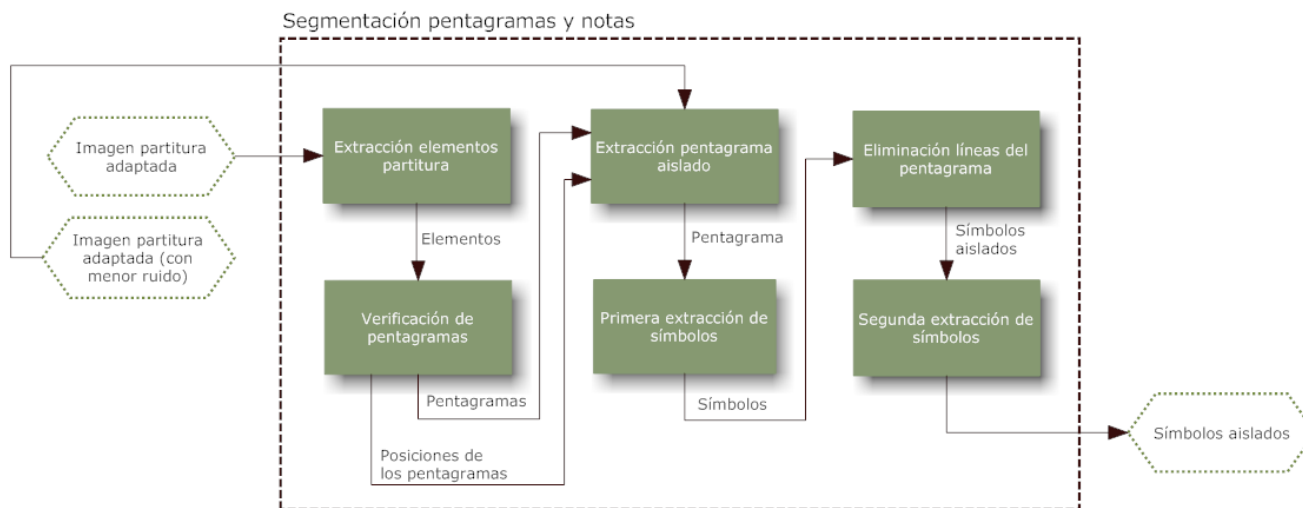 Segmentación pentagramas y notas
Imagen partitura
adaptada
Imagen partitura
adaptada (con
menor ruido)
Extracción elementos
partitura
Elementos
Verificación de
pentagramas
Pentagramas
Posiciones de
los pentagramas
Extracción pentagrama
aislado
Pentagrama
Primera extracción de
símbolos
Símbolos
Eliminación líneas del
pentagrama
Símbolos
aislados
Segunda extracción de
símbolos
Símbolos aislados